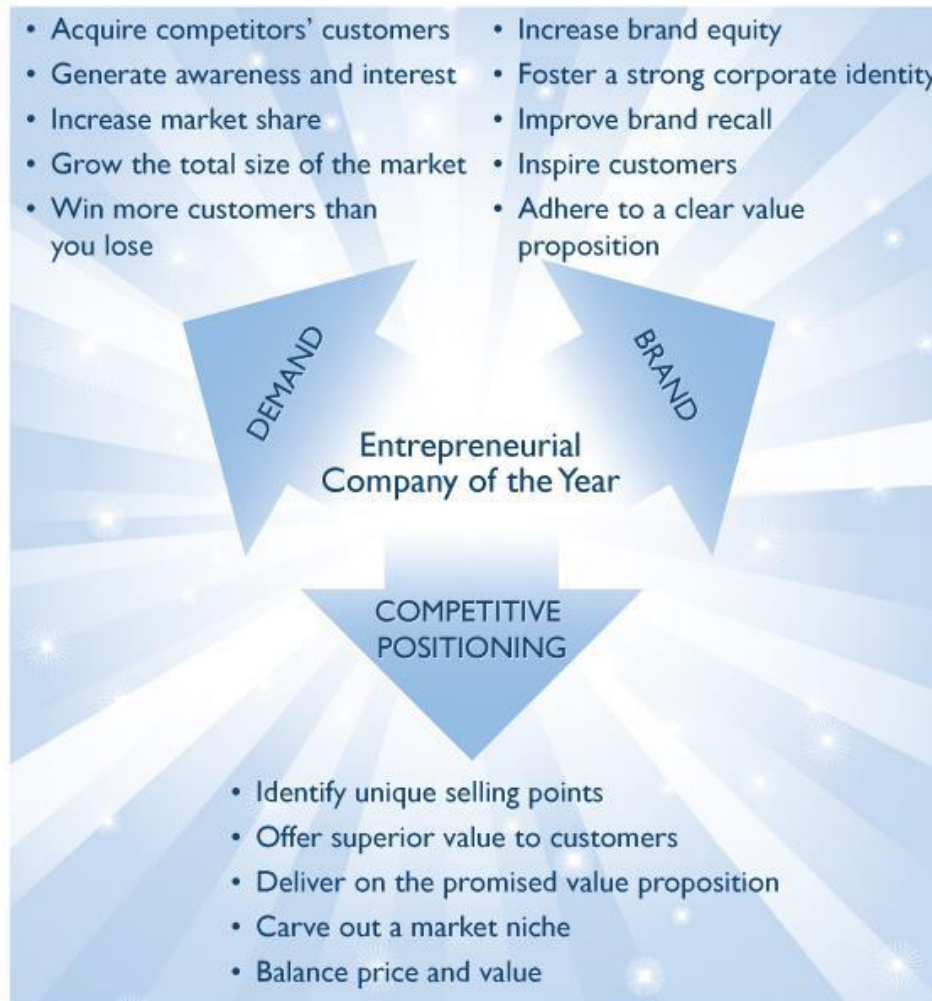 • Acquire competitors' customers
• Generate awareness and interest
• Increase market share
• Grow the total size of the market
• Win more customers than
you lose
• Increase brand equity
• Foster a strong corporate identity
• Improve brand recall
• Inspire customers
• Adhere to a clear value
proposition
DEMAND
BRAND
Entrepreneurial
Company of the Year
COMPETITIVE
POSITIONING
• Identify unique selling points
• Offer superior value to customers
• Deliver on the promised value proposition
• Carve out a market niche
• Balance price and value